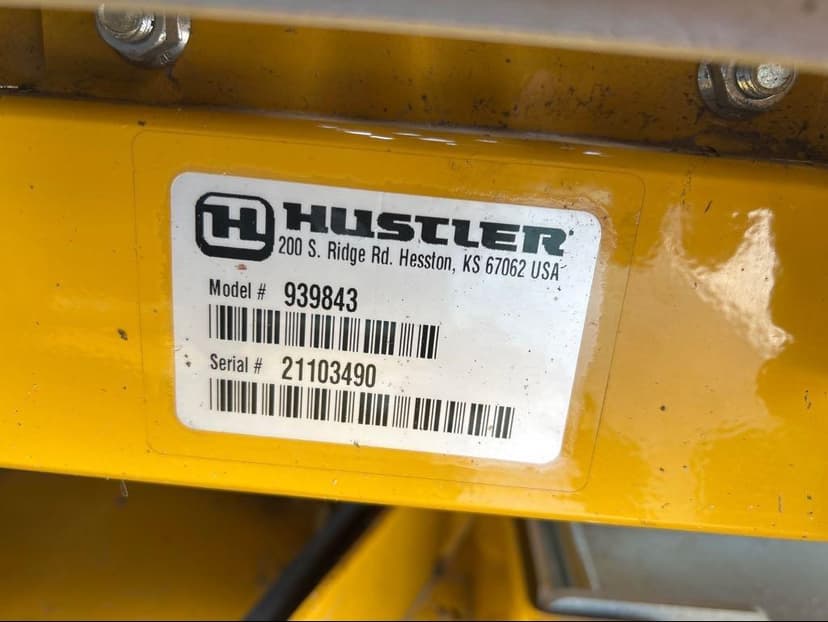 H HUSTLER
200 S. Ridge Rd. Hesston, KS 67062 USA
Model # 939843
Serial # 21103490